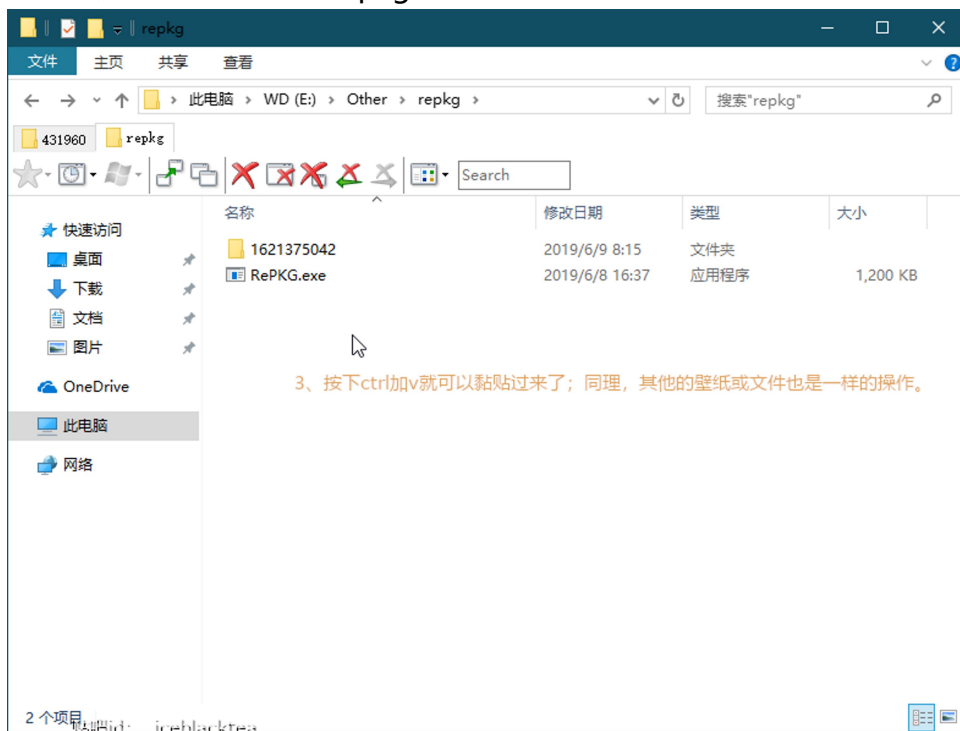 repkg
文件 主页 共享 查看
此电脑 › WD (E:) › Other › repkg ›
搜索"repkg"
431960 repkg
Search
名称 修改日期 类型 大小
快速访问
1621375042 2019/6/9 8:15 文件夹
桌面
RePKG.exe 2019/6/8 16:37 应用程序 1,200 KB
下载
文档
图片
3、按下ctrl加v就可以黏贴过来了；同理，其他的壁纸或文件也是一样的操作。
OneDrive
此电脑
网络
2 个项目
iceblacktea